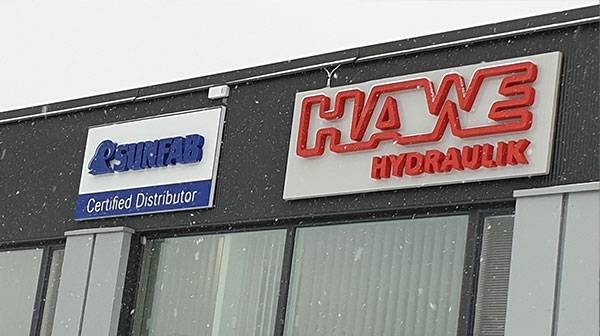 SUNFAB
Certified Distributor
HAWE
HYDRAULIK